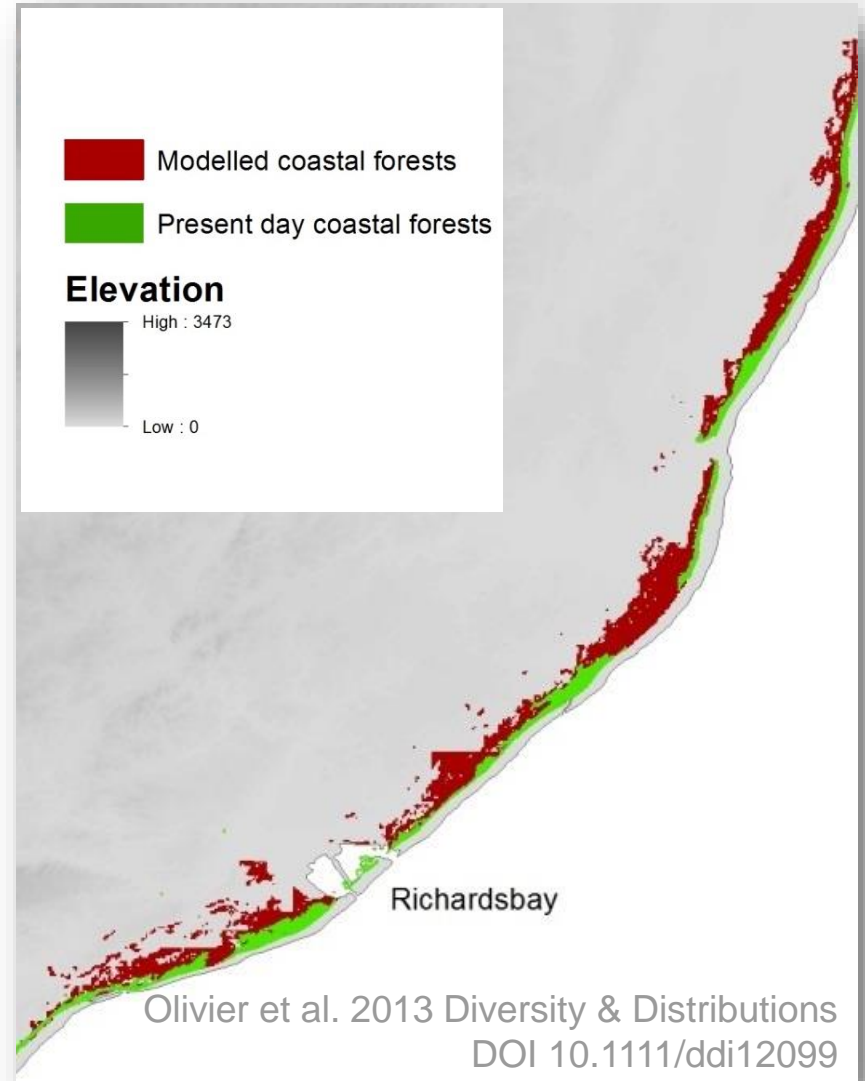 Modelled coastal forests
Present day coastal forests
Elevation
High : 3473
Low : 0
Richardsbay
Olivier et al. 2013 Diversity & Distributions
DOI 10.1111/ddi12099